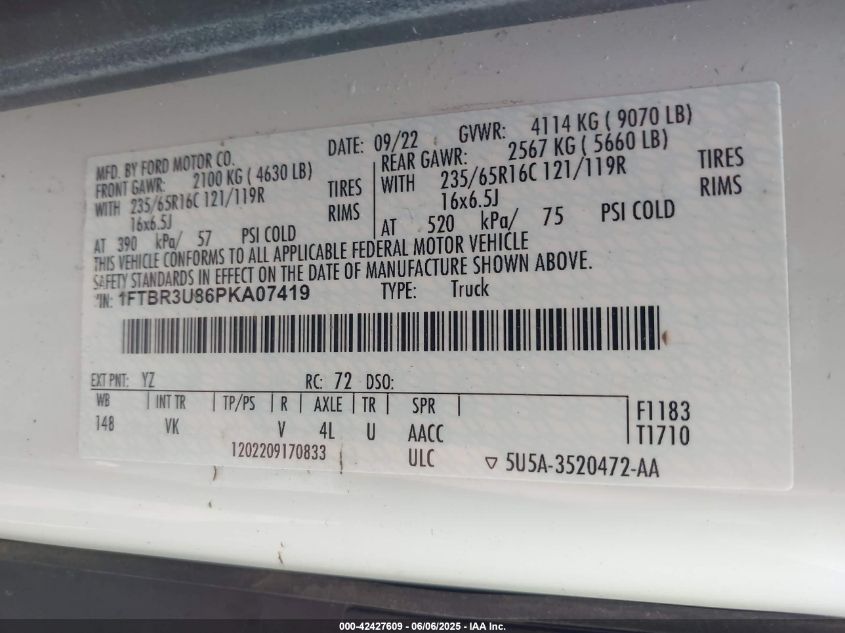 DATE: 09/22 GVWR: 4114 KG ( 9070 LB)
MFD. BY FORD MOTOR CO.
FRONT GAWR: 2100 KG ( 4630 LB)
WITH 235/65R16C 121/119R TIRES
16x6.5J RIMS
AT 390 kPa/ 57 PSI COLD
REAR GAWR: 2567 KG ( 5660 LB)
WITH 235/65R16C 121/119R TIRES
16x6.5J RIMS
AT 520 kPa/ 75 PSI COLD
THIS VEHICLE CONFORMS TO ALL APPLICABLE FEDERAL MOTOR VEHICLE
SAFETY STANDARDS IN EFFECT ON THE DATE OF MANUFACTURE SHOWN ABOVE.
VIN: 1FTBR3U86PKA07419 TYPE: Truck
EXT PNT: YZ RC: 72 DSO:
WB INT TR TP/PS R AXLE TR SPR
148 VK V 4L U AACC
F1183
T1710
1202209170833 ULC 5U5A-3520472-AA
000-42427609 - 06/06/2025 - IAA Inc.